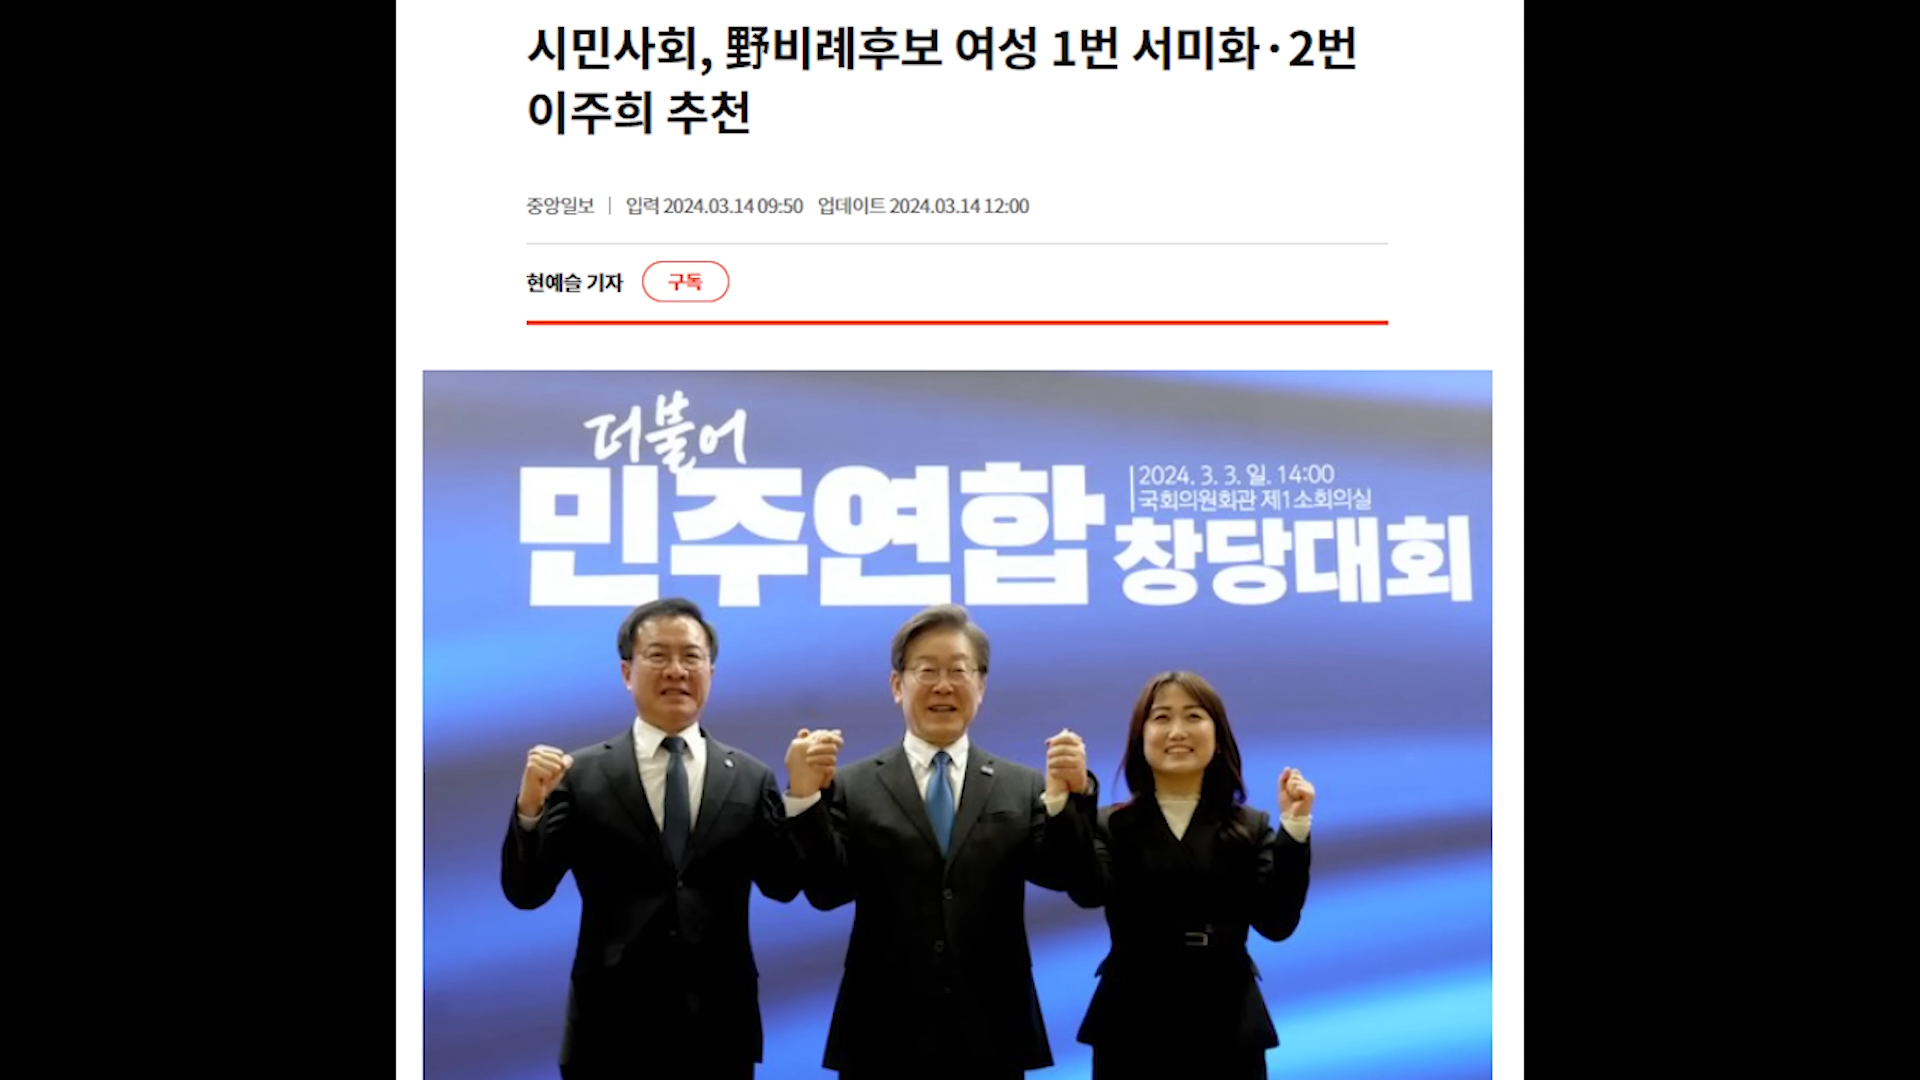 시민사회, 野비례후보 여성 1번 서미화·2번
이주희 추천
중앙일보 | 입력 2024.03.14 09:50 업데이트 2024.03.14 12:00
현예슬 기자 구독
더불어
민주연합 창당대회
2024. 3. 3. 일. 14:00
국회의원회관 제1소회의실